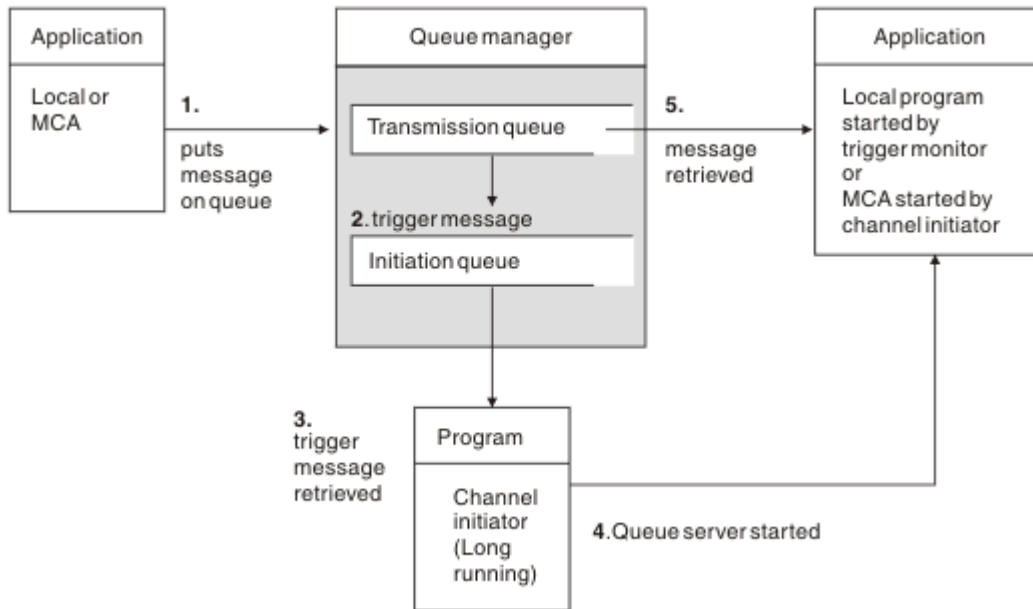 Application
Local or
MCA
1.
puts
message
on queue
Queue manager
Transmission queue
2. trigger message
Initiation queue
5.
message
retrieved
Application
Local program
started by
trigger monitor
or
MCA started by
channel initiator
3.
trigger
message
retrieved
Program
Channel
initiator
(Long
running)
4. Queue server started